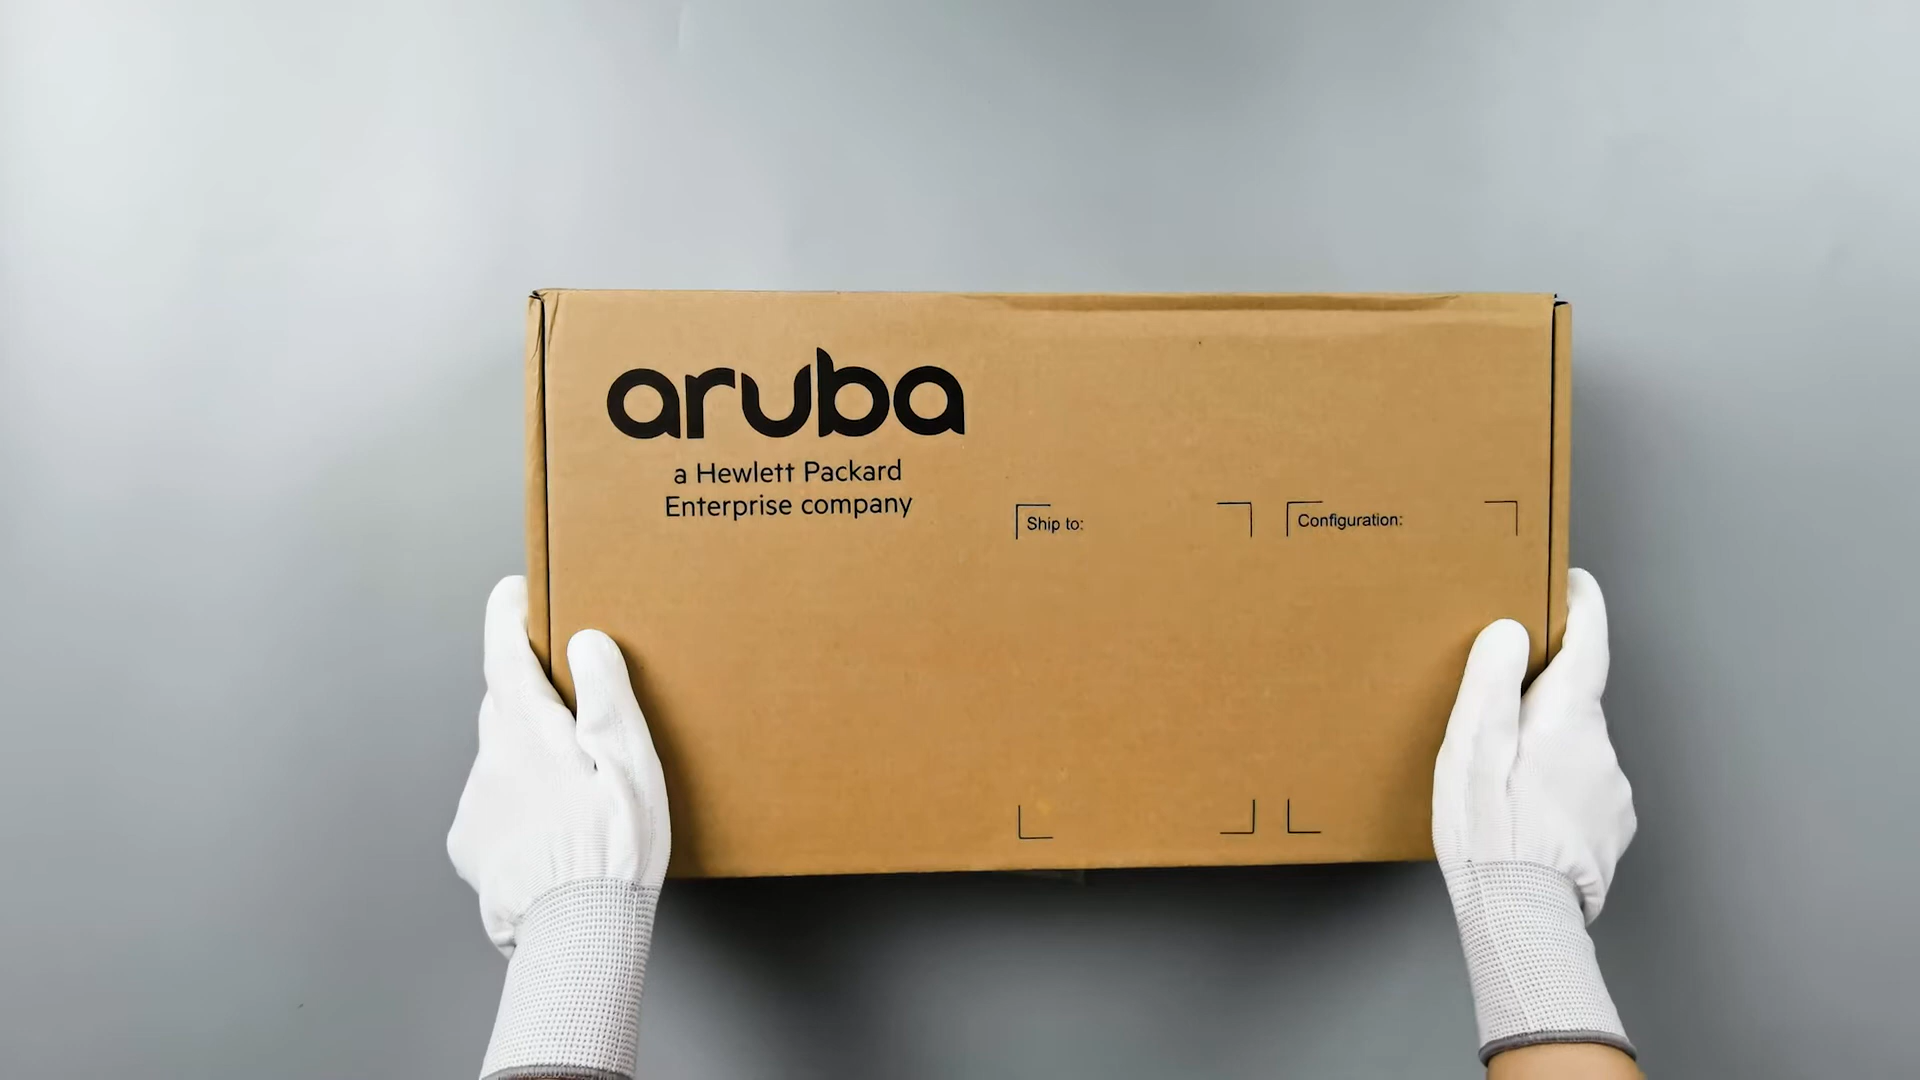 aruba
a Hewlett Packard
Enterprise company
Ship to:
Configuration: